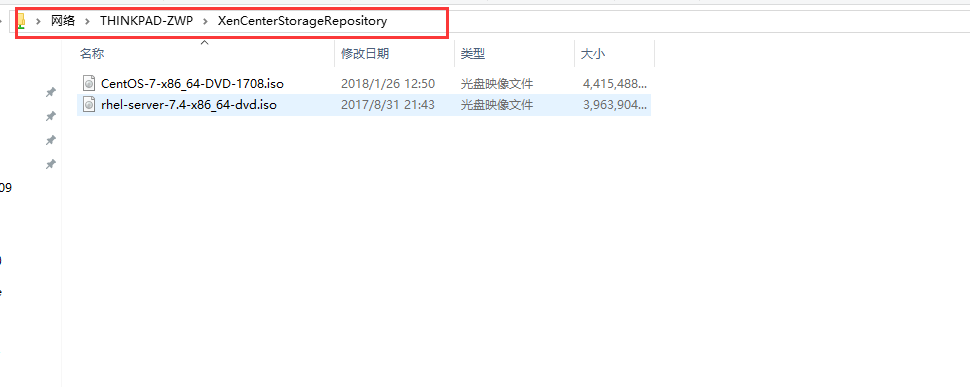 网络 > THINKPAD-ZWP > XenCenterStorageRepository
名称 修改日期 类型 大小
CentOS-7-x86_64-DVD-1708.iso 2018/1/26 12:50 光盘映像文件 4,415,488...
rhel-server-7.4-x86_64-dvd.iso 2017/8/31 21:43 光盘映像文件 3,963,904...
09